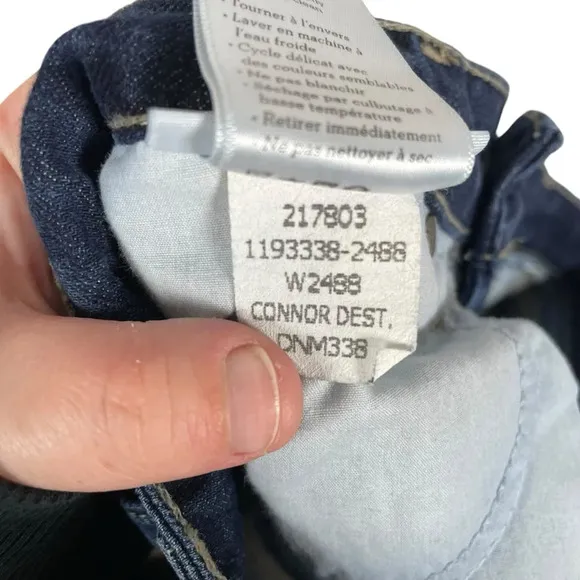 • Tourner à l'envers
• Laver en machine à
l'eau froide
• Cycle délicat avec
des couleurs semblables
• Ne pas blanchir
• Séchage par culbutage à
basse température
• Retirer immédiatement
• Ne pas nettoyer à sec
217803
1193338-2488
W2488
CONNOR DEST.
DNM338